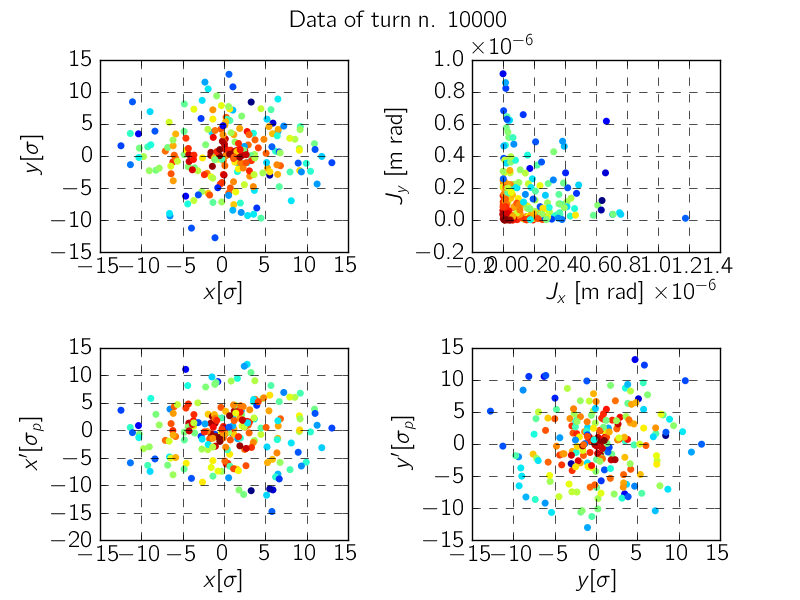 Data of turn n. 10000
15
10
5
0
−5
−10
−15
−15 −10 −5 0 5 10 15
y[σ]
x[σ]
×10⁻⁶
1.0
0.8
0.6
0.4
0.2
0.0
−0.2
−0.2 0.0 0.2 0.4 0.6 0.8 1.0 1.2 1.4
J_y [m rad]
J_x [m rad] ×10⁻⁶
15
10
5
0
−5
−10
−15
−20
−15 −10 −5 0 5 10 15
x′[σ_p]
x[σ]
15
10
5
0
−5
−10
−15
−15 −10 −5 0 5 10 15
y′[σ_p]
y[σ]